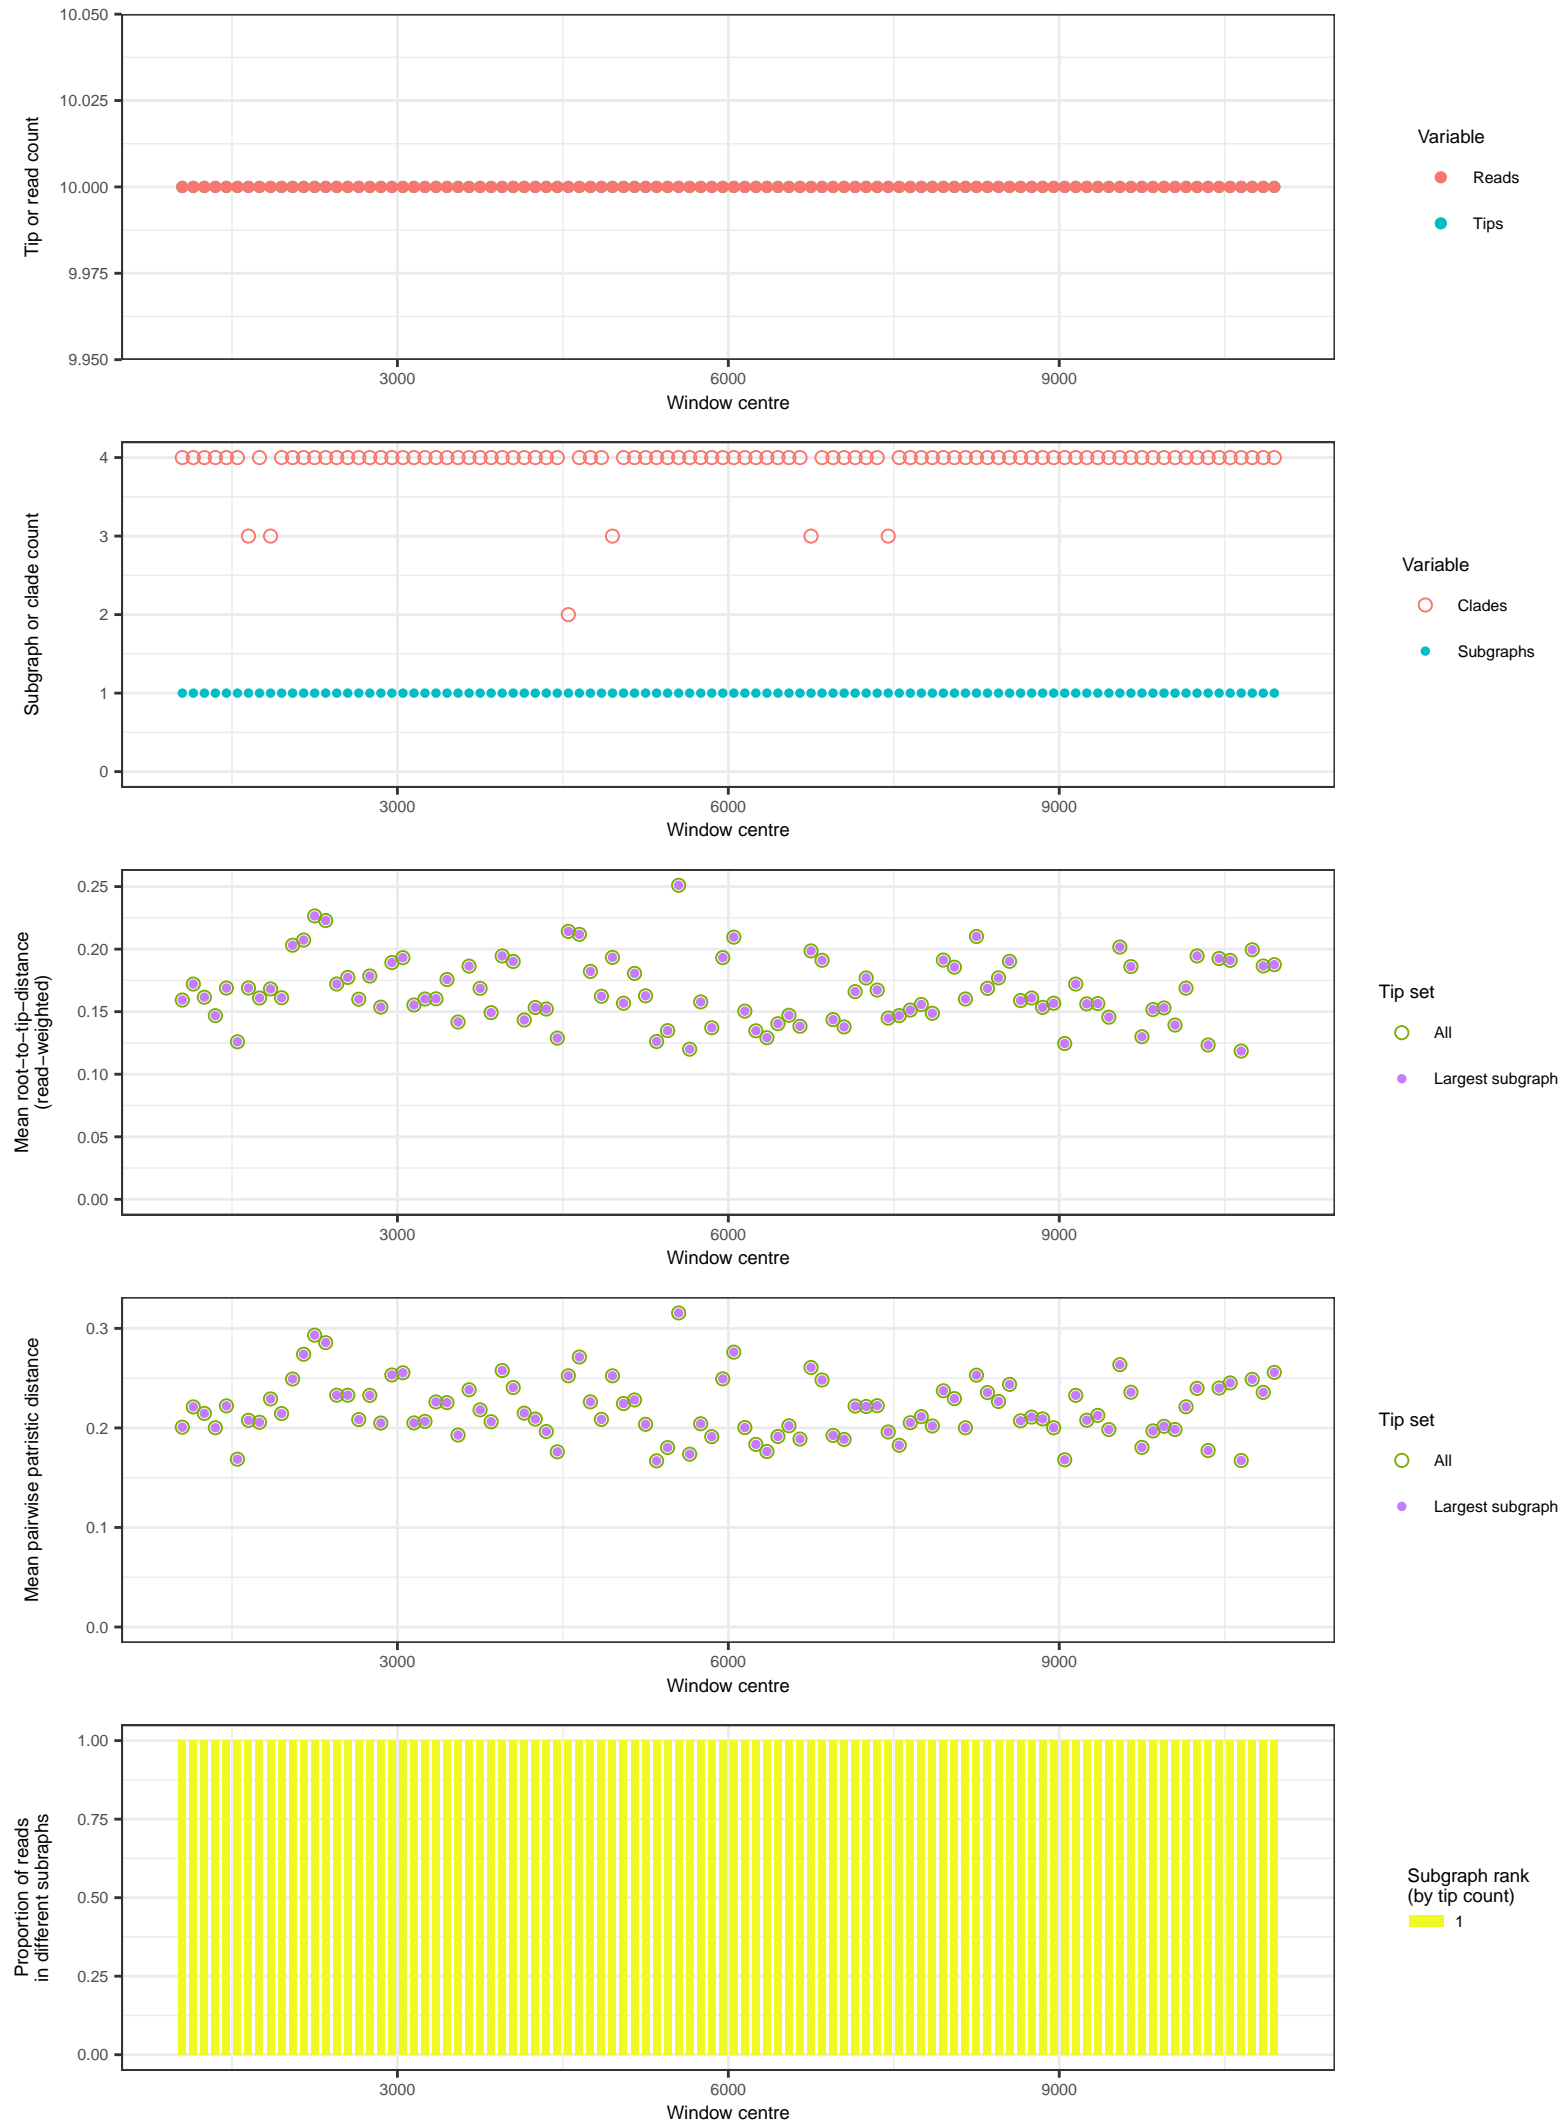 10.050
10.025
10.000
9.975
9.950
Tip or read count
3000 6000 9000
Window centre
Variable
Reads
Tips
4
3
2
1
0
Subgraph or clade count
3000 6000 9000
Window centre
Variable
Clades
Subgraphs
0.25
0.20
0.15
0.10
0.05
0.00
Mean root−to−tip−distance
(read−weighted)
3000 6000 9000
Window centre
Tip set
All
Largest subgraph
0.3
0.2
0.1
0.0
Mean pairwise patristic distance
3000 6000 9000
Window centre
Tip set
All
Largest subgraph
1.00
0.75
0.50
0.25
0.00
Proportion of reads
in different subraphs
3000 6000 9000
Window centre
Subgraph rank
(by tip count)
1